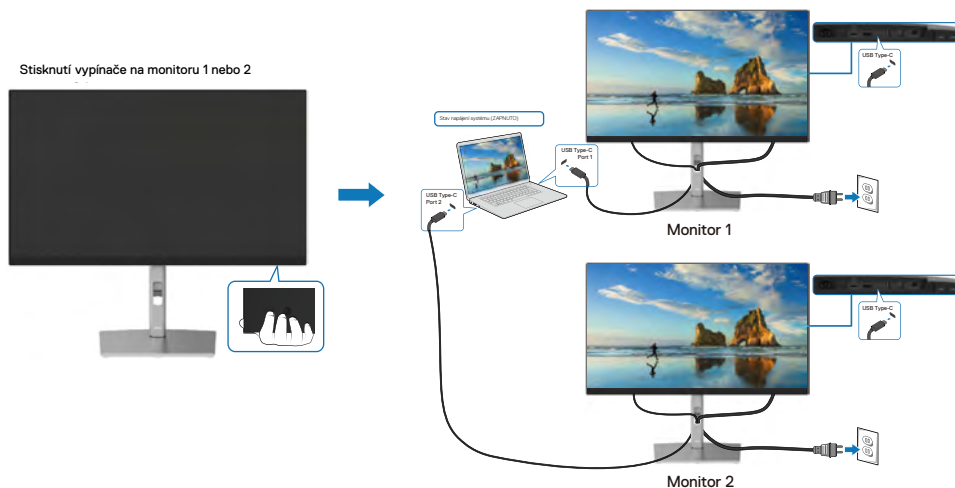 Stisknutí vypínače na monitoru 1 nebo 2
Stav napájení systému (ZAPNUTO)
USB Type-C
Port 1
USB Type-C
Port 2
USB Type-C
Monitor 1
USB Type-C
Monitor 2